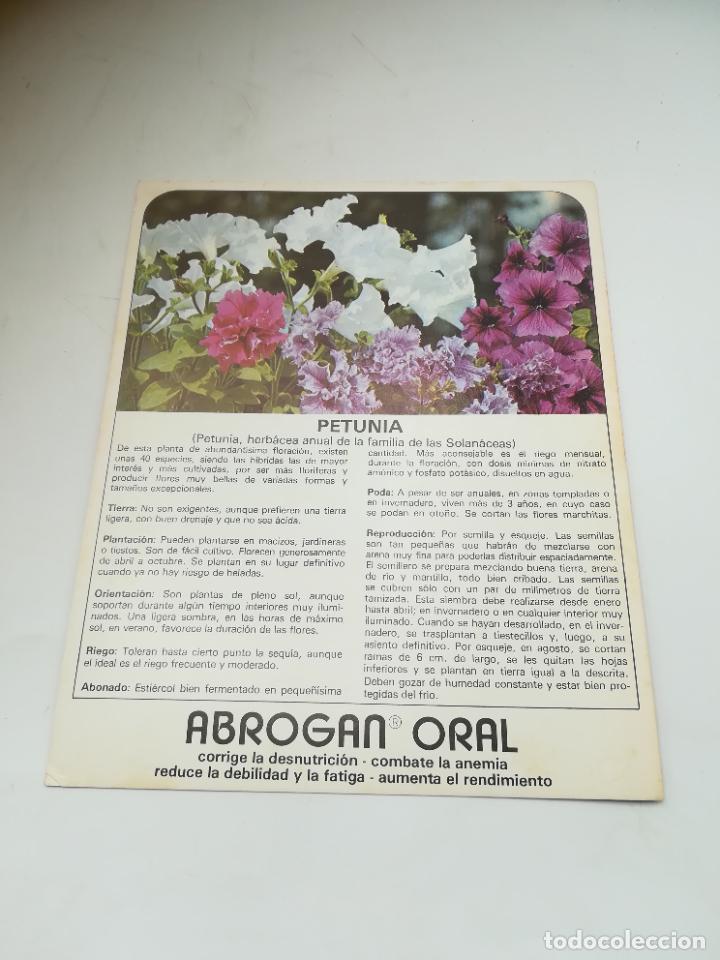 PETUNIA
(Petunia, herbácea anual de la familia de las Solanáceas)
De esta planta de abundantísima floración, existen
unas 40 especies, siendo las híbridas las de mayor
interés y más cultivadas, por ser más floríferas y
producir flores muy bellas de variadas formas y
tamaños excepcionales.
Tierra: No son exigentes, aunque prefieren una tierra
ligera, con buen drenaje y que no sea ácida.
Plantación: Pueden plantarse en macizos, jardineras
o tiestos. Son de fácil cultivo. Florecen generosamente
de abril a octubre. Se plantan en su lugar definitivo
cuando ya no hay riesgo de heladas.
Orientación: Son plantas de pleno sol, aunque
soportan durante algún tiempo interiores muy ilumi-
nados. Una ligera sombra, en las horas de máximo
sol, en verano, favorece la duración de las flores.
Riego: Toleran hasta cierto punto la sequía, aunque
el ideal es el riego frecuente y moderado.
Abonado: Estiércol bien fermentado en pequeñísima
cantidad. Más aconsejable es el riego mensual,
durante la floración, con dosis mínimas de nitrato
amónico y fosfato potásico, disueltos en agua.
Poda: A pesar de ser anuales, en zonas templadas o
en invernadero, viven más de 3 años, en cuyo caso
se podan en otoño. Se cortan las flores marchitas.
Reproducción: Por semilla y esqueje. Las semillas
son tan pequeñas que habrán de mezclarse con
arena muy fina para poderlas distribuir espaciadamente.
El semillero se prepara mezclando buena tierra, arena
de río y mantillo, todo bien cribado. Las semillas
se cubren sólo con un par de milímetros de tierra
tamizada. Esta siembra debe realizarse desde enero
hasta abril; en invernadero o en cualquier interior muy
iluminado. Cuando se hayan desarrollado, en el inver-
nadero, se trasplantan a tiestecillos y, luego, a su
asiento definitivo. Por esqueje, en agosto, se cortan
ramas de 6 cm. de largo, se les quitan las hojas
inferiores y se plantan en tierra igual a la descrita.
Deben gozar de humedad constante y estar bien pro-
tegidas del frío.
ABROGAN® ORAL
corrige la desnutrición - combate la anemia
reduce la debilidad y la fatiga - aumenta el rendimiento
todocoleccion
todocoleccion.net